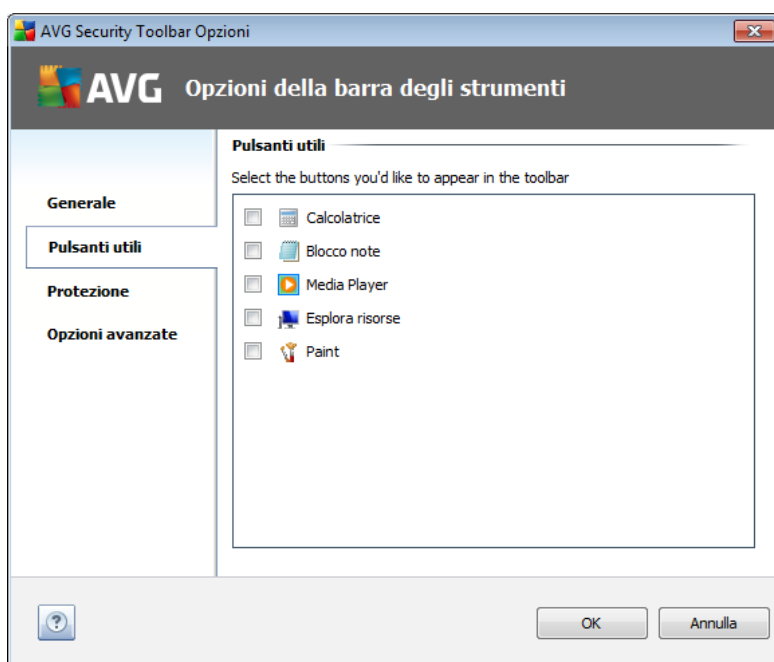 AVG Security Toolbar Opzioni
AVG Opzioni della barra degli strumenti
Generale
Pulsanti utili
Protezione
Opzioni avanzate
Pulsanti utili
Select the buttons you'd like to appear in the toolbar
Calcolatrice
Blocco note
Media Player
Esplora risorse
Paint
?
OK
Annulla